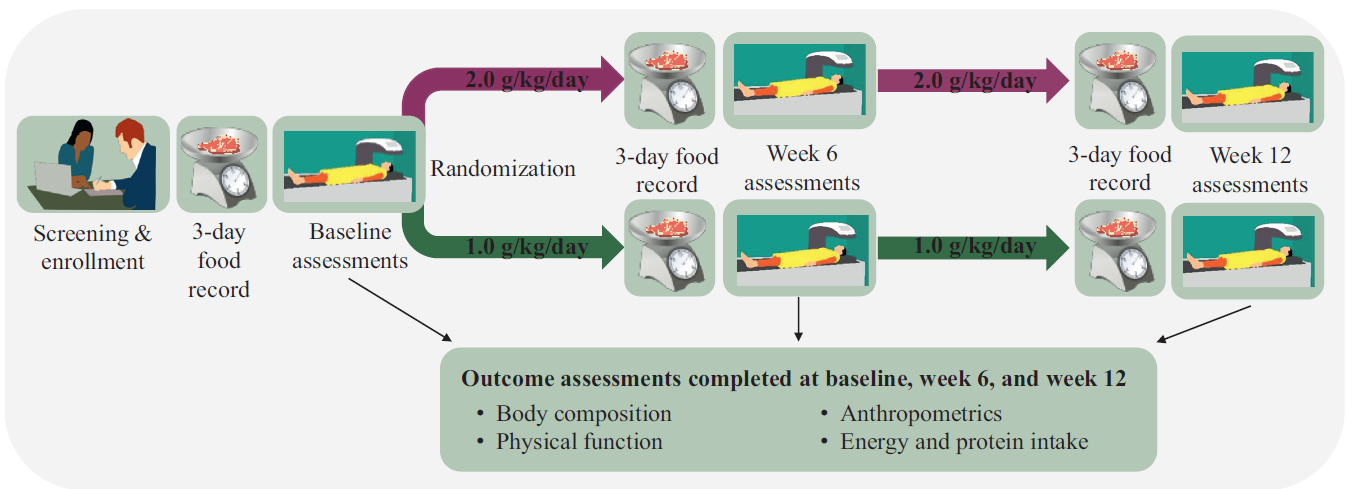 2.0 g/kg/day
2.0 g/kg/day
Randomization
3-day food
record
Week 6
assessments
3-day food
record
Week 12
assessments
Screening &
enrollment
3-day
food
record
Baseline
assessments
1.0 g/kg/day
1.0 g/kg/day
Outcome assessments completed at baseline, week 6, and week 12
• Body composition
• Physical function
• Anthropometrics
• Energy and protein intake